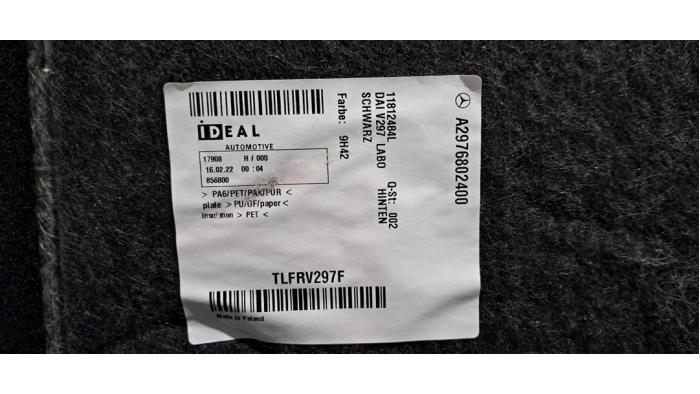 IDEAL
AUTOMOTIVE
17908 H / 000
16.02.22 00 : 04
856800
> PA6/PET/PAK/PUR <
plate > PU/GF/paper <
insulation > PET <
TLFRV297F
Made in Poland
A2976802400
11812484L Q-St: 002
DAI V297 LABO HINTEN
SCHWARZ
Farbe: 9H42